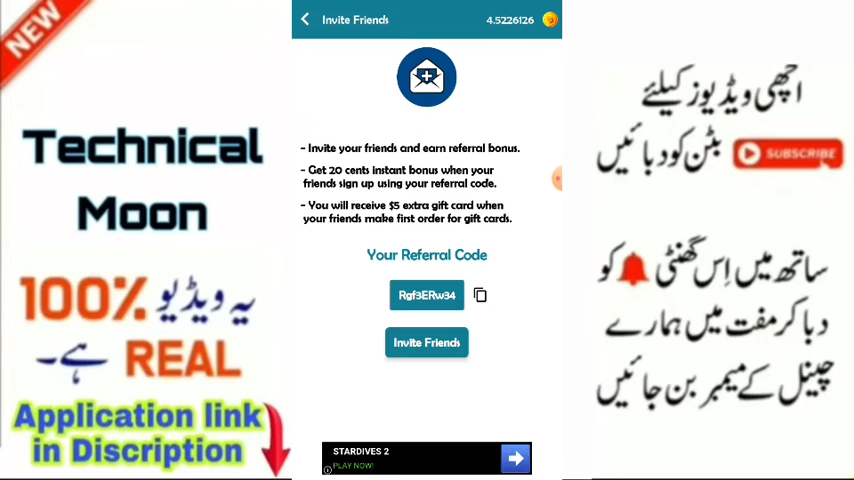 NEW
Technical
Moon
100% یہ ویڈیو
REAL ہے۔
Application link
in Discription
Invite Friends
4.5226126
- Invite your friends and earn referral bonus.
- Get 20 cents instant bonus when your
friends sign up using your referral code.
- You will receive $5 extra gift card when
your friends make first order for gift cards.
Your Referral Code
Rgf3ERw34
Invite Friends
STARDIVES 2
PLAY NOW!
اچھی ویڈیوز کیلئے
بٹن کو دبائیں SUBSCRIBE
ساتھ میں اِس گھنٹی کو
دبا کر مفت میں ہمارے
چینل کے میمبر بن جائیں